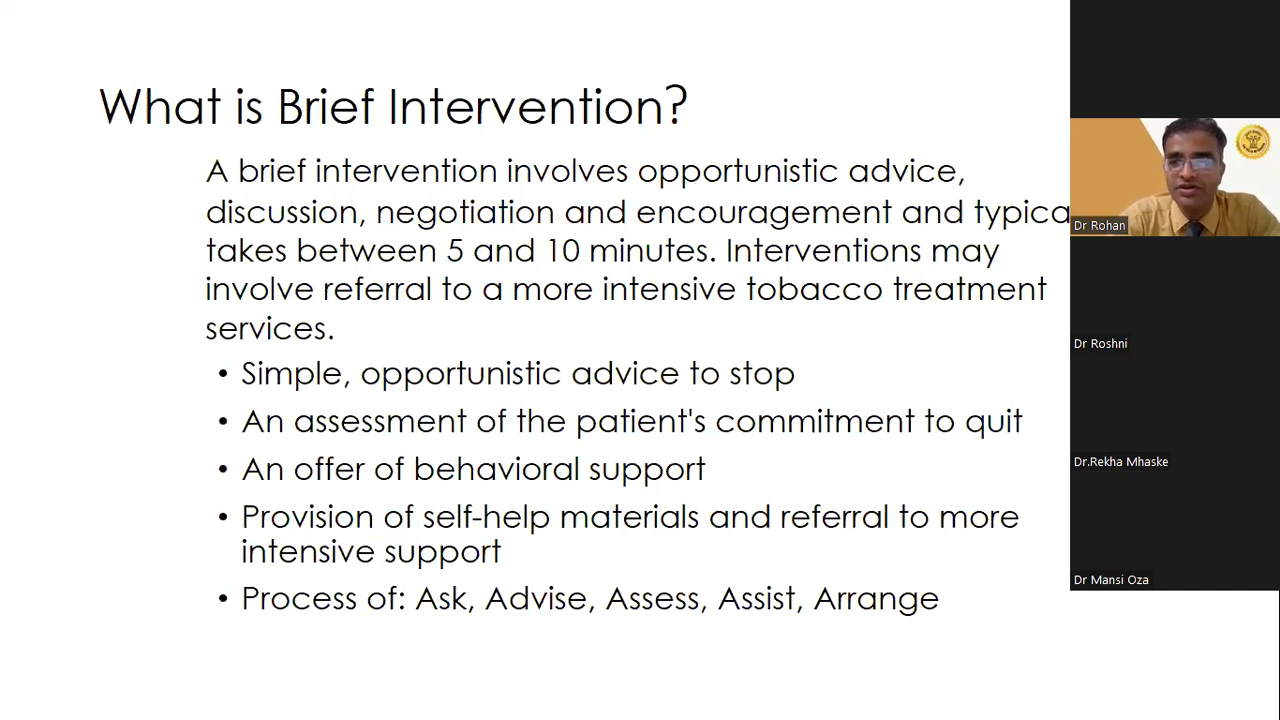 What is Brief Intervention?
A brief intervention involves opportunistic advice,
discussion, negotiation and encouragement and typica
takes between 5 and 10 minutes. Interventions may
involve referral to a more intensive tobacco treatment
services.
• Simple, opportunistic advice to stop
• An assessment of the patient's commitment to quit
• An offer of behavioral support
• Provision of self-help materials and referral to more
intensive support
• Process of: Ask, Advise, Assess, Assist, Arrange
Dr Rohan
Dr Roshni
Dr.Rekha Mhaske
Dr Mansi Oza